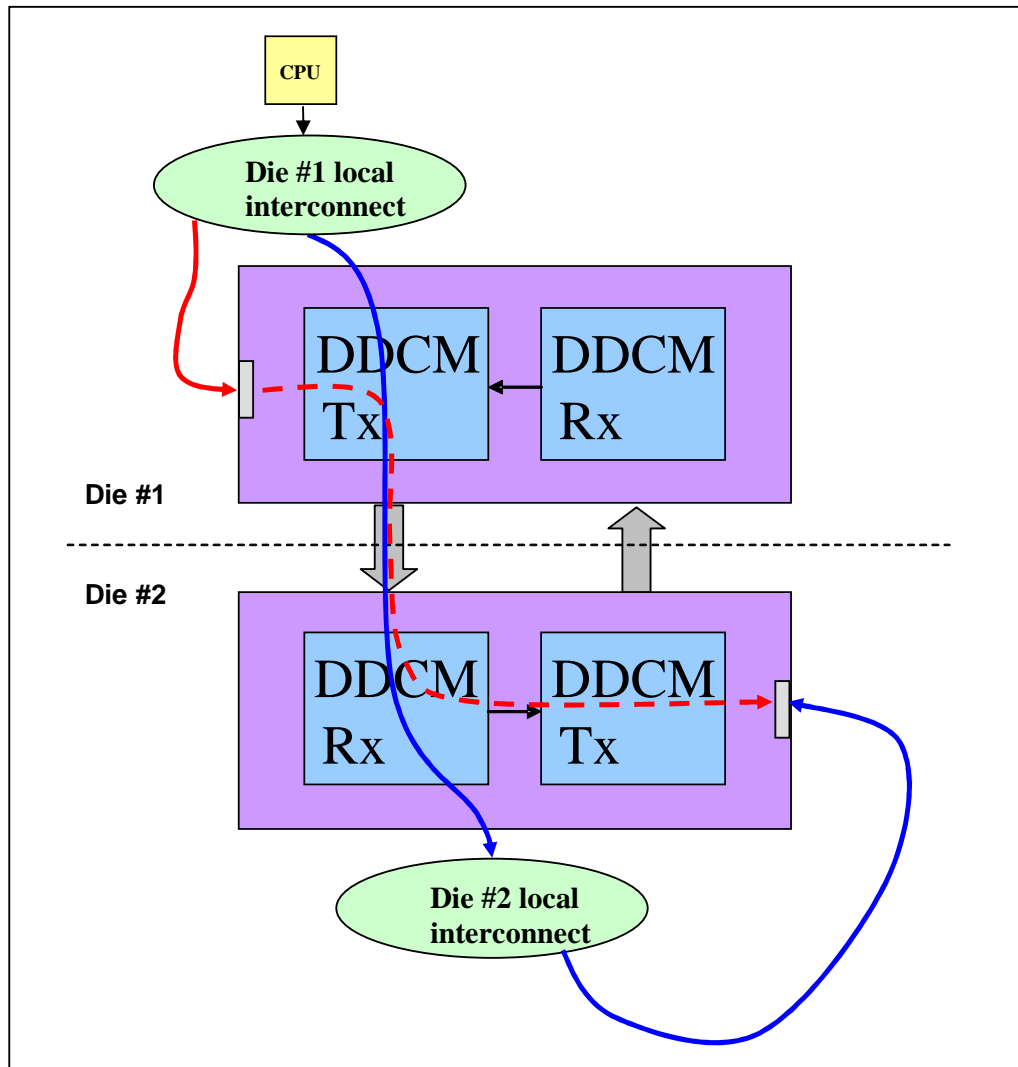 CPU
Die #1 local
interconnect
DDCM
Tx
DDCM
Rx
Die #1
Die #2
DDCM
Rx
DDCM
Tx
Die #2 local
interconnect